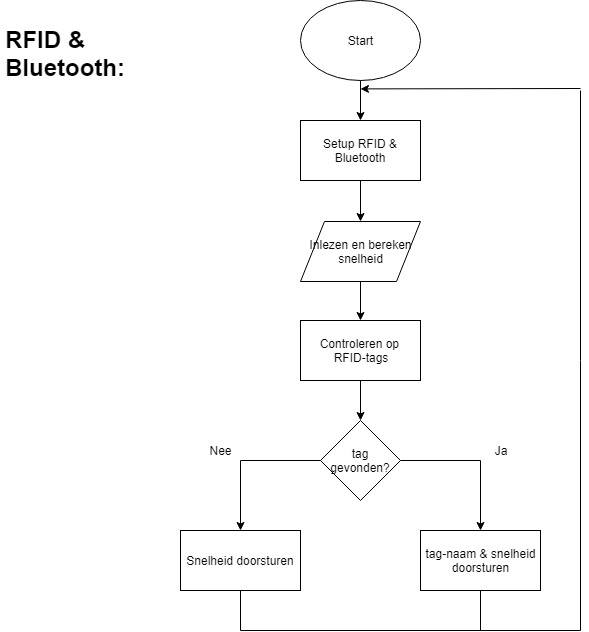 RFID &
Bluetooth:
Start
Setup RFID &
Bluetooth
Inlezen en bereken
snelheid
Controleren op
RFID-tags
tag
gevonden?
Nee
Ja
Snelheid doorsturen
tag-naam & snelheid
doorsturen